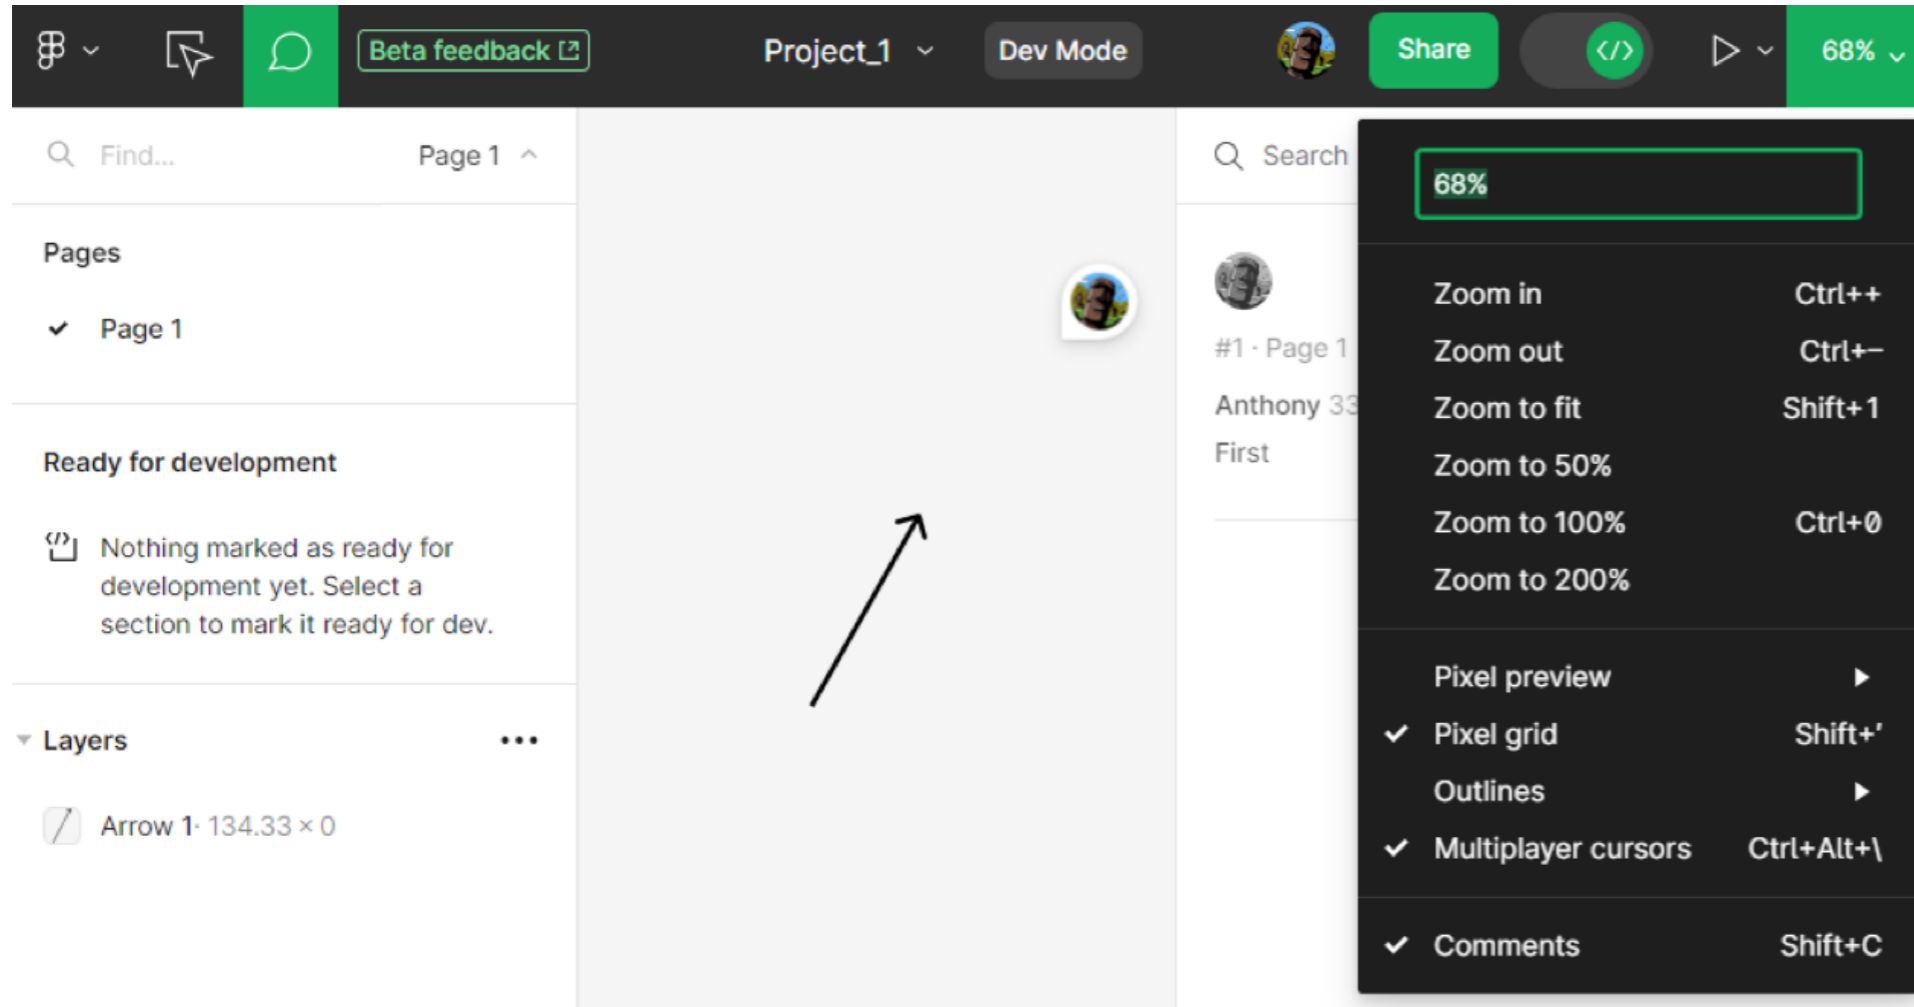 Beta feedback
Project_1
Dev Mode
Share
68%
Find...
Page 1
Pages
Page 1
Ready for development
Nothing marked as ready for
development yet. Select a
section to mark it ready for dev.
Layers
Arrow 1· 134.33 × 0
Search
#1 · Page 1
Anthony 33
First
68%
Zoom in Ctrl++
Zoom out Ctrl+−
Zoom to fit Shift+1
Zoom to 50%
Zoom to 100% Ctrl+0
Zoom to 200%
Pixel preview
Pixel grid Shift+'
Outlines
Multiplayer cursors Ctrl+Alt+\
Comments Shift+C